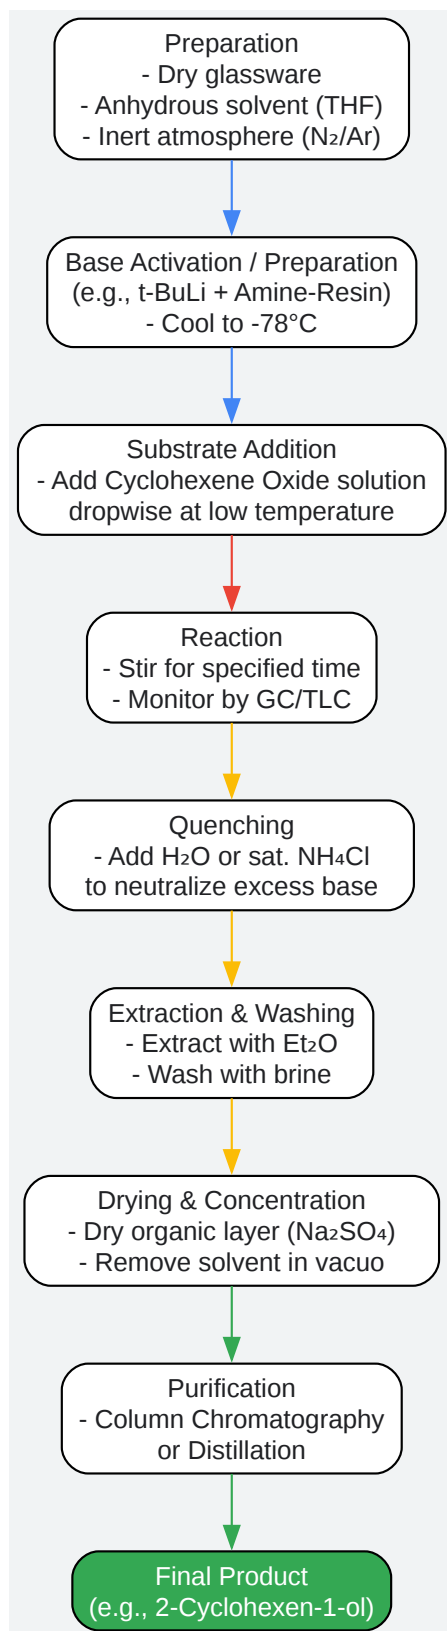 Preparation
- Dry glassware
- Anhydrous solvent (THF)
- Inert atmosphere (N₂/Ar)
Base Activation / Preparation
(e.g., t-BuLi + Amine-Resin)
- Cool to -78°C
Substrate Addition
- Add Cyclohexene Oxide solution
dropwise at low temperature
Reaction
- Stir for specified time
- Monitor by GC/TLC
Quenching
- Add H₂O or sat. NH₄Cl
to neutralize excess base
Extraction & Washing
- Extract with Et₂O
- Wash with brine
Drying & Concentration
- Dry organic layer (Na₂SO₄)
- Remove solvent in vacuo
Purification
- Column Chromatography
or Distillation
Final Product
(e.g., 2-Cyclohexen-1-ol)